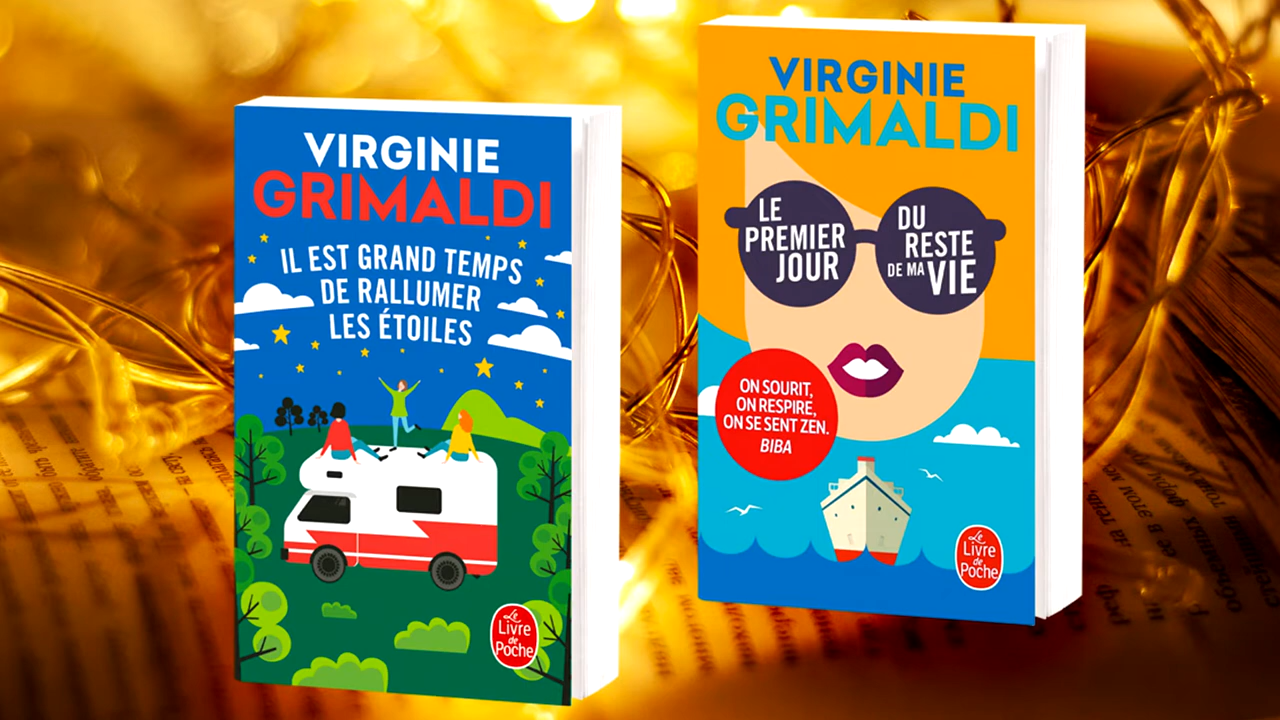 VIRGINIE
GRIMALDI
IL EST GRAND TEMPS
DE RALLUMER
LES ÉTOILES
Le
Livre
de
Poche
VIRGINIE
GRIMALDI
LE
PREMIER
JOUR
DU
RESTE
DE MA VIE
ON SOURIT,
ON RESPIRE,
ON SE SENT ZEN.
BIBA
Le
Livre
de
Poche